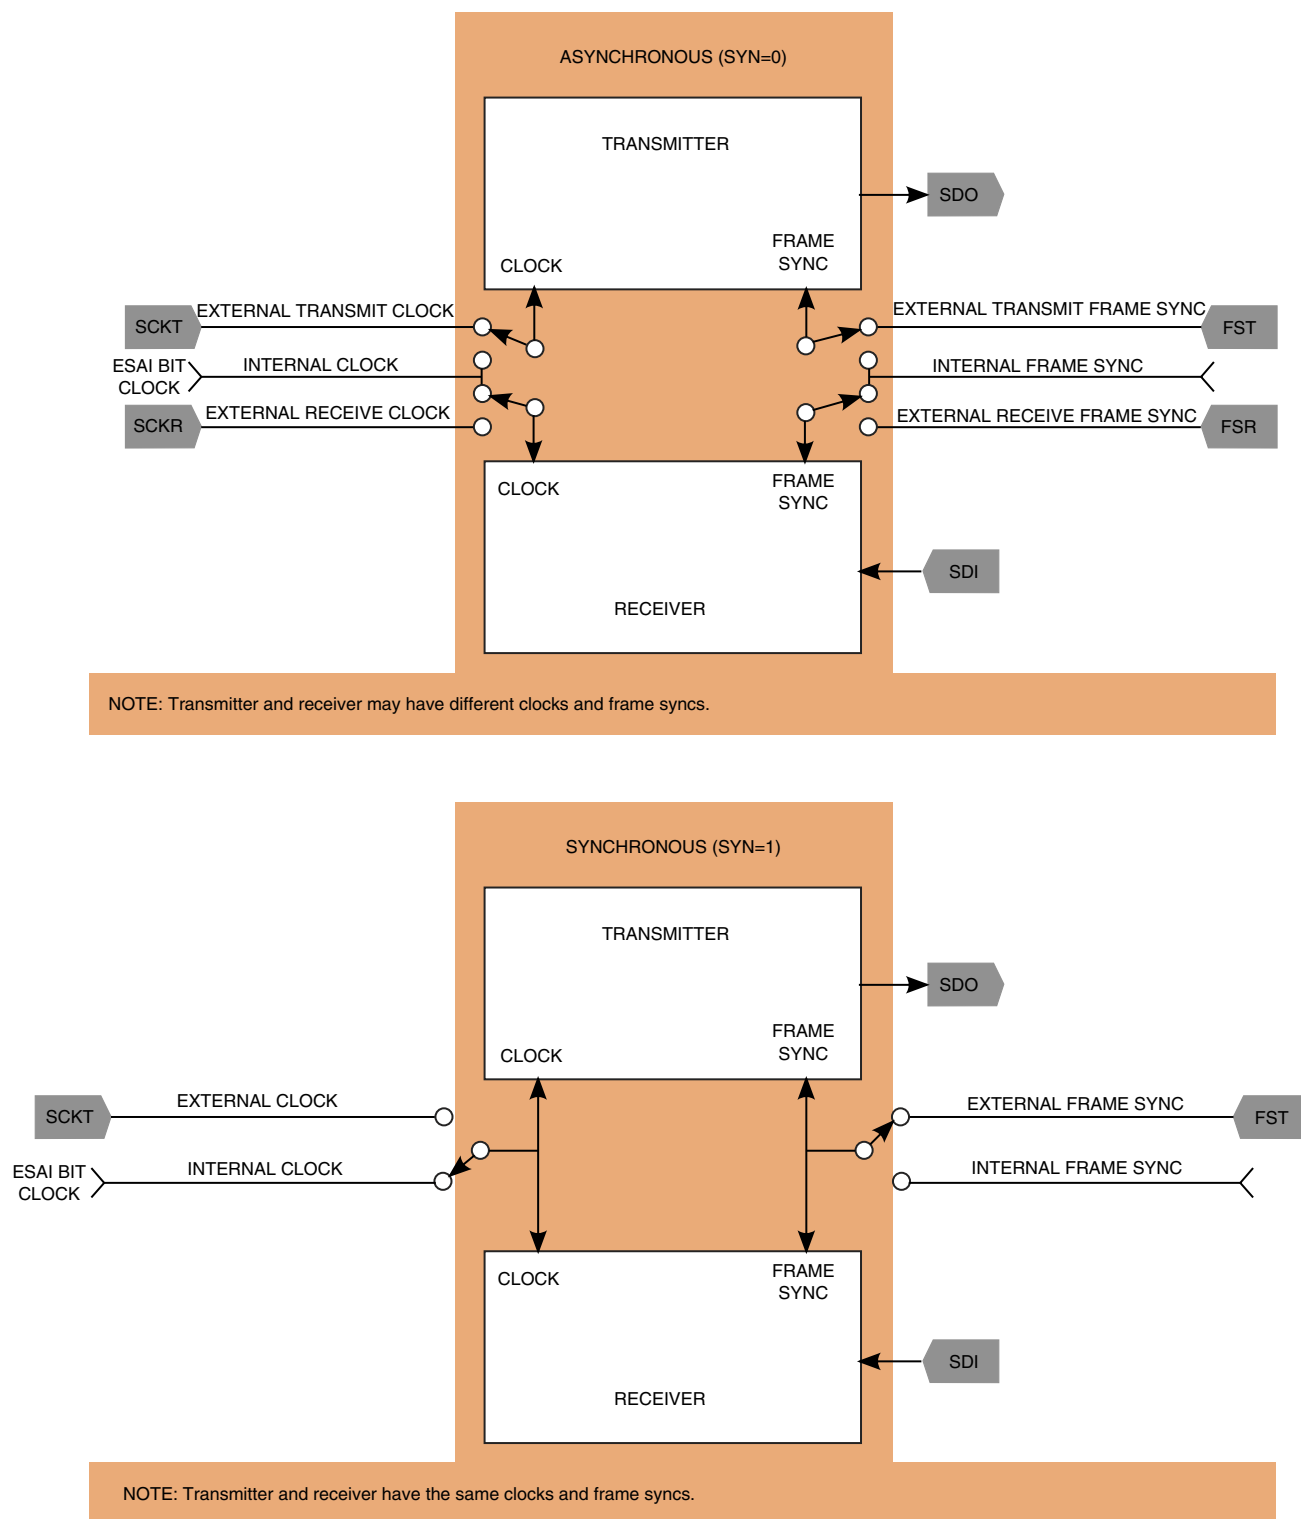 ASYNCHRONOUS (SYN=0)
TRANSMITTER
SDO
FRAME
SYNC
CLOCK
EXTERNAL TRANSMIT CLOCK
SCKT
EXTERNAL TRANSMIT FRAME SYNC
FST
ESAI BIT
CLOCK
INTERNAL CLOCK
INTERNAL FRAME SYNC
EXTERNAL RECEIVE CLOCK
SCKR
EXTERNAL RECEIVE FRAME SYNC
FSR
CLOCK
FRAME
SYNC
SDI
RECEIVER
NOTE: Transmitter and receiver may have different clocks and frame syncs.
SYNCHRONOUS (SYN=1)
TRANSMITTER
SDO
FRAME
SYNC
CLOCK
EXTERNAL CLOCK
SCKT
EXTERNAL FRAME SYNC
FST
ESAI BIT
CLOCK
INTERNAL CLOCK
INTERNAL FRAME SYNC
CLOCK
FRAME
SYNC
SDI
RECEIVER
NOTE: Transmitter and receiver have the same clocks and frame syncs.